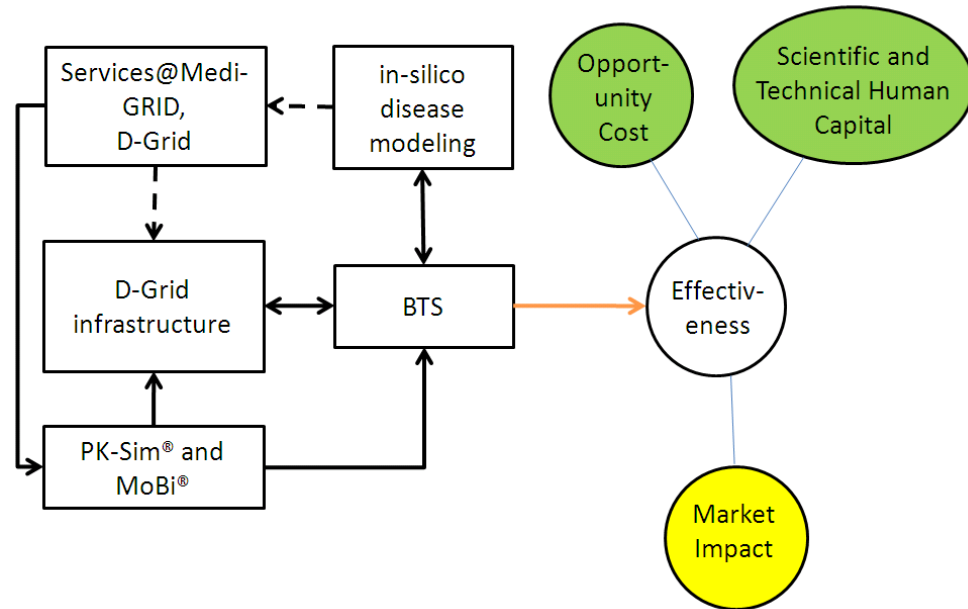 Services@Medi-
GRID,
D-Grid
in-silico
disease
modeling
Opport-
unity
Cost
Scientific and
Technical Human
Capital
D-Grid
infrastructure
BTS
Effectiv-
eness
PK-Sim® and
MoBi®
Market
Impact